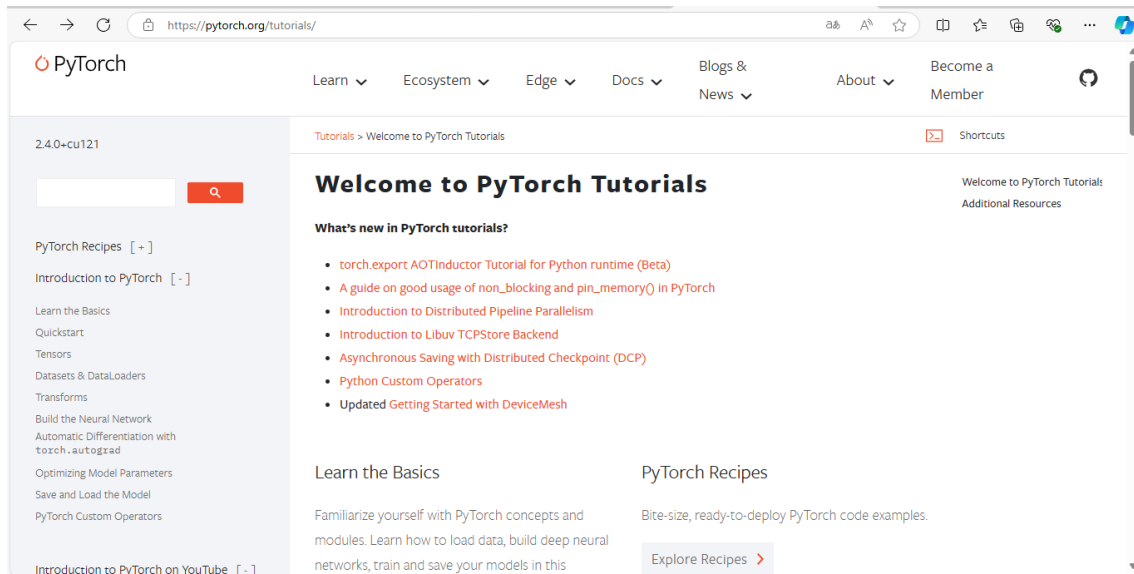 https://pytorch.org/tutorials/
PyTorch
Learn
Ecosystem
Edge
Docs
Blogs &
News
About
Become a
Member
2.4.0+cu121
PyTorch Recipes [ + ]
Introduction to PyTorch [ - ]
Learn the Basics
Quickstart
Tensors
Datasets & DataLoaders
Transforms
Build the Neural Network
Automatic Differentiation with
torch.autograd
Optimizing Model Parameters
Save and Load the Model
PyTorch Custom Operators
Introduction to PyTorch on YouTube [ - ]
Tutorials > Welcome to PyTorch Tutorials
Shortcuts
Welcome to PyTorch Tutorials
What's new in PyTorch tutorials?
• torch.export AOTInductor Tutorial for Python runtime (Beta)
• A guide on good usage of non_blocking and pin_memory() in PyTorch
• Introduction to Distributed Pipeline Parallelism
• Introduction to Libuv TCPStore Backend
• Asynchronous Saving with Distributed Checkpoint (DCP)
• Python Custom Operators
• Updated Getting Started with DeviceMesh
Learn the Basics
Familiarize yourself with PyTorch concepts and
modules. Learn how to load data, build deep neural
networks, train and save your models in this
PyTorch Recipes
Bite-size, ready-to-deploy PyTorch code examples.
Explore Recipes
Welcome to PyTorch Tutorials
Additional Resources